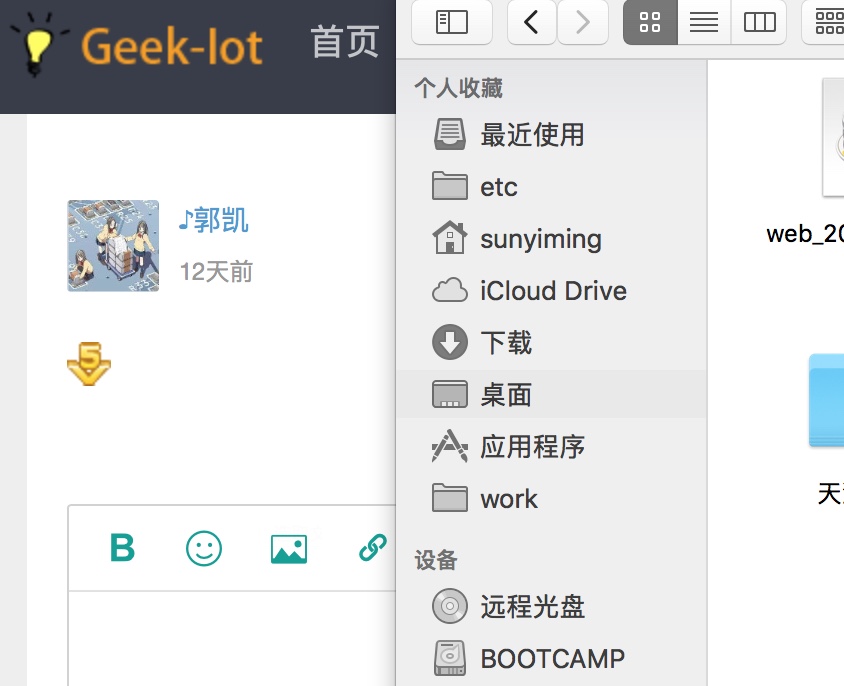 Geek-Iot
首页
♪郭凯
12天前
5
B
个人收藏
最近使用
etc
sunyiming
iCloud Drive
下载
桌面
应用程序
work
设备
远程光盘
BOOTCAMP
web_20
天